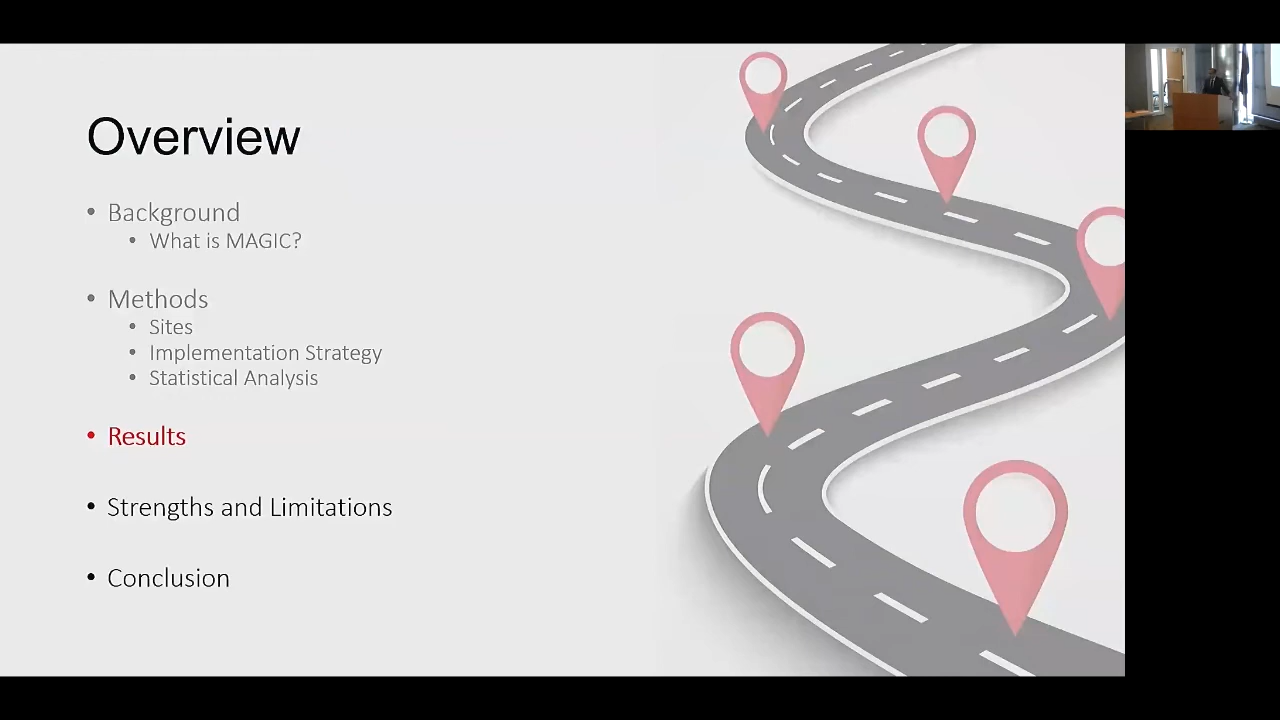 Overview
• Background
• What is MAGIC?
• Methods
• Sites
• Implementation Strategy
• Statistical Analysis
• Results
• Strengths and Limitations
• Conclusion